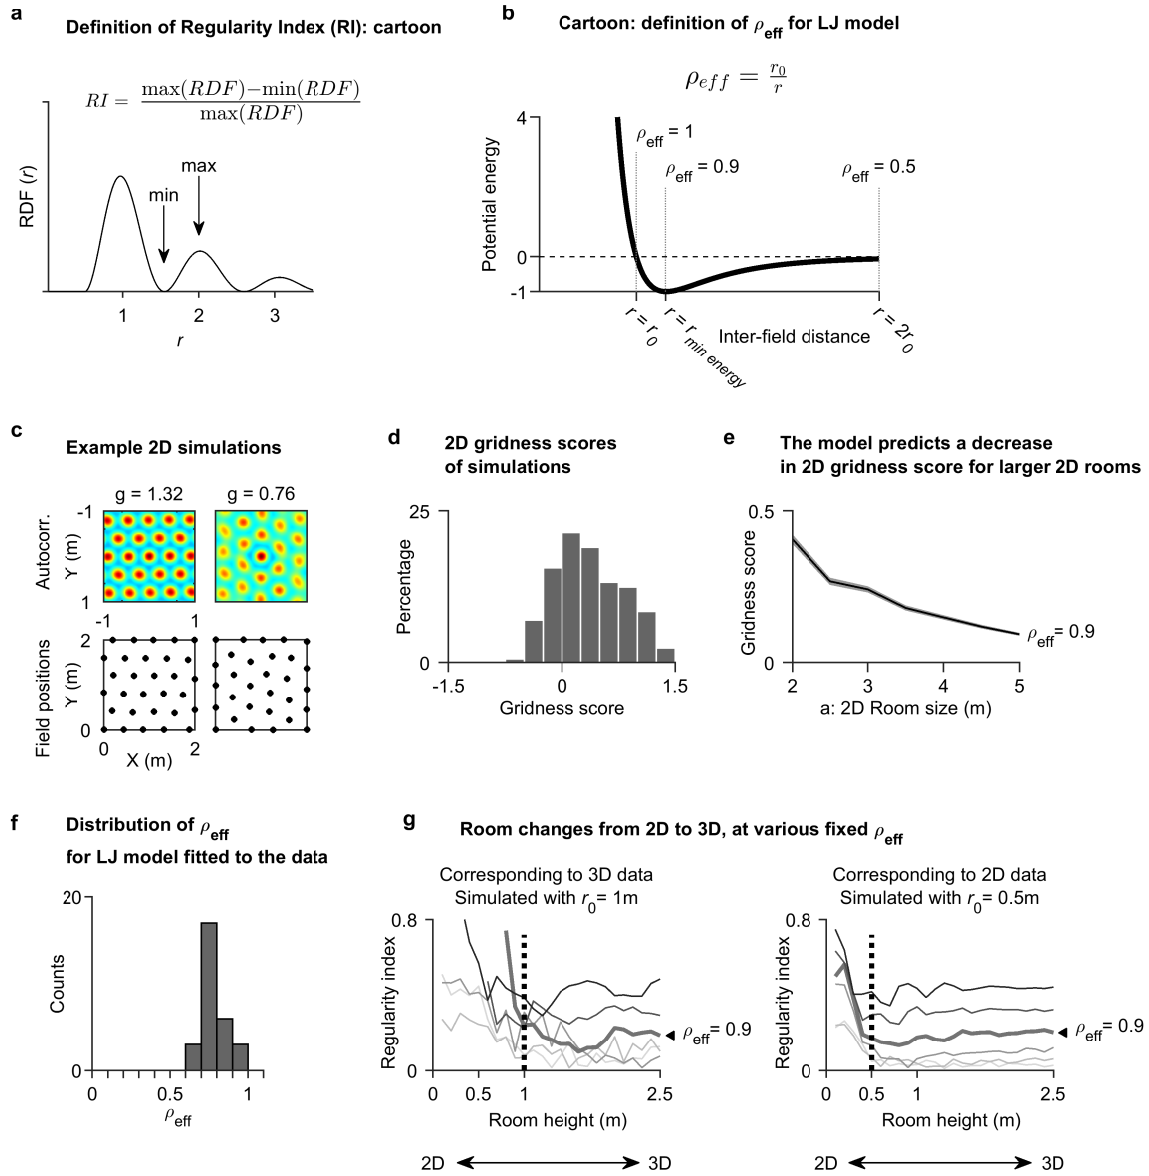 a
Definition of Regularity Index (RI): cartoon
RI = max(RDF)−min(RDF)
max(RDF)
RDF (r)
min
max
1 2 3
r
b
Cartoon: definition of ρeff for LJ model
ρeff = r0/r
Potential energy
4
0
-1
ρeff = 1
ρeff = 0.9
ρeff = 0.5
r = r0
r = rmin energy
r = 2r0
Inter-field distance
c
Example 2D simulations
g = 1.32 g = 0.76
Autocorr.
Y (m)
-1
1
-1 1
Field positions
Y (m)
2
0
0 2
X (m)
d
2D gridness scores
of simulations
Percentage
25
0
-1.5 0 1.5
Gridness score
e
The model predicts a decrease
in 2D gridness score for larger 2D rooms
Gridness score
0.5
0
ρeff= 0.9
2 3 4 5
a: 2D Room size (m)
f
Distribution of ρeff
for LJ model fitted to the data
Counts
20
0
0 0.5 1
ρeff
g
Room changes from 2D to 3D, at various fixed ρeff
Corresponding to 3D data
Simulated with r0= 1m
Regularity index
0.8
0
ρeff= 0.9
0 0.5 1 2.5
Room height (m)
2D 3D
Corresponding to 2D data
Simulated with r0= 0.5m
Regularity index
0.8
0
ρeff= 0.9
0 0.5 1 2.5
Room height (m)
2D 3D